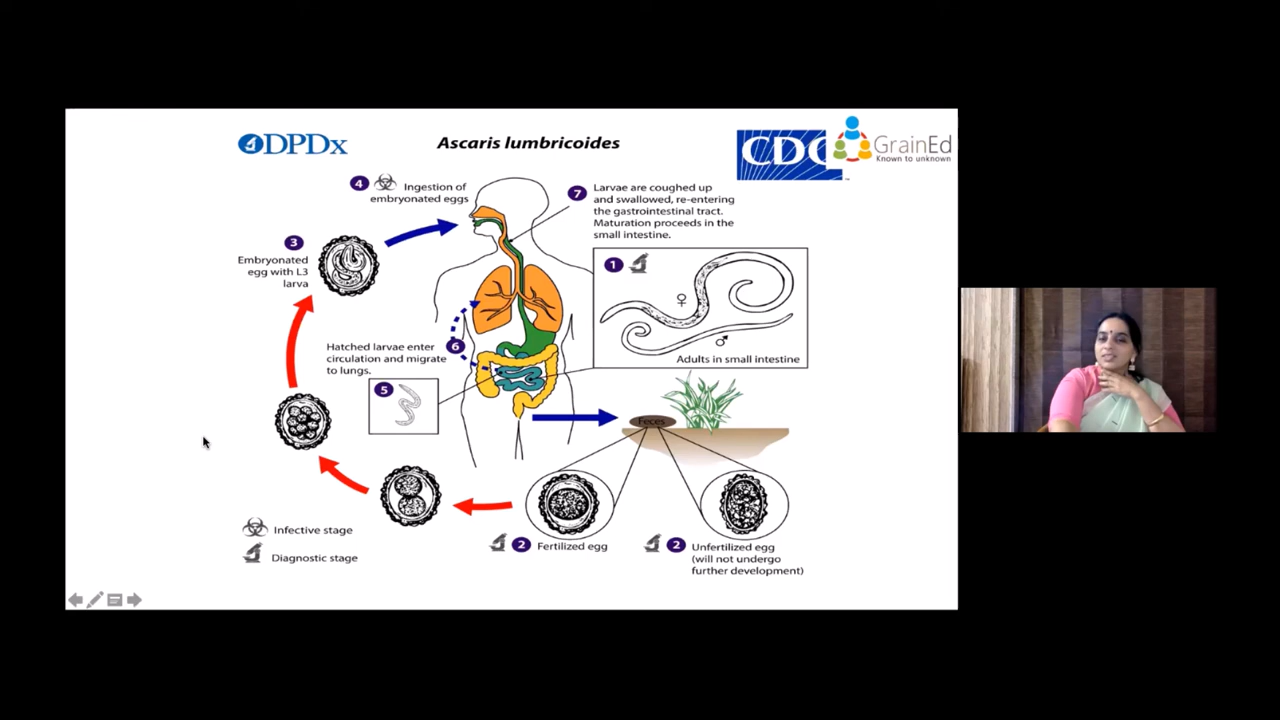 DPDx
Ascaris lumbricoides
CDC
GrainEd
Known to unknown
4
Ingestion of
embryonated eggs
7
Larvae are coughed up
and swallowed, re-entering
the gastrointestinal tract.
Maturation proceeds in the
small intestine.
3
Embryonated
egg with L3
larva
1
♀
♂
Adults in small intestine
Hatched larvae enter
circulation and migrate
to lungs.
6
5
Feces
2
Fertilized egg
2
Unfertilized egg
(will not undergo
further development)
Infective stage
Diagnostic stage